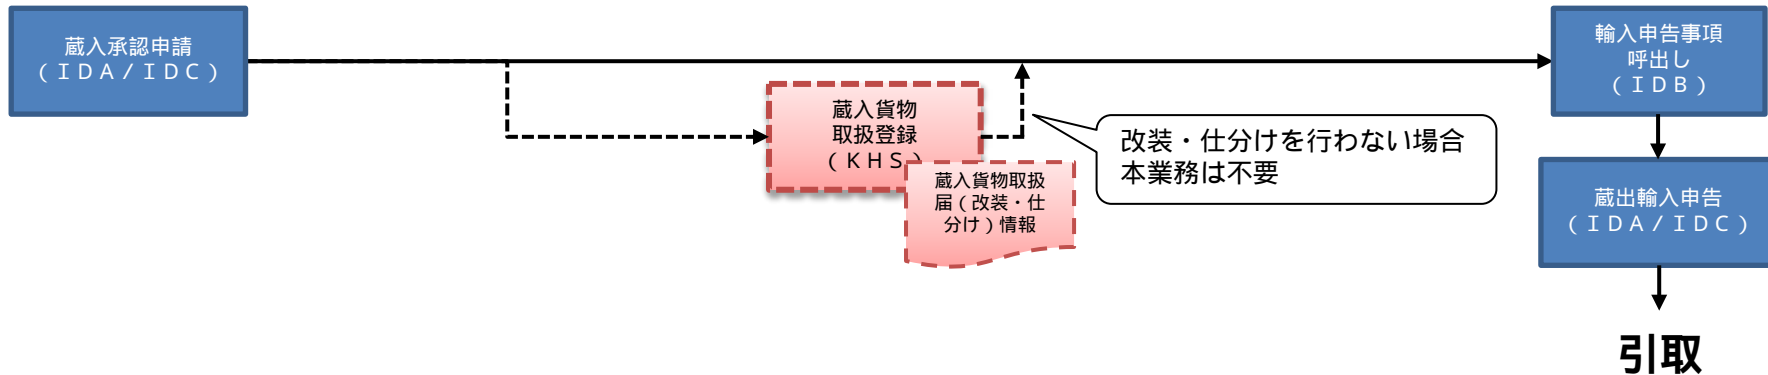 蔵入承認申請
（ＩＤＡ／ＩＤＣ）
蔵入貨物
取扱登録
（ＫＨＳ）
蔵入貨物取扱
届（改装・仕
分け）情報
改装・仕分けを行わない場合
本業務は不要
輸入申告事項
呼出し
（ＩＤＢ）
蔵出輸入申告
（ＩＤＡ／ＩＤＣ）
引取